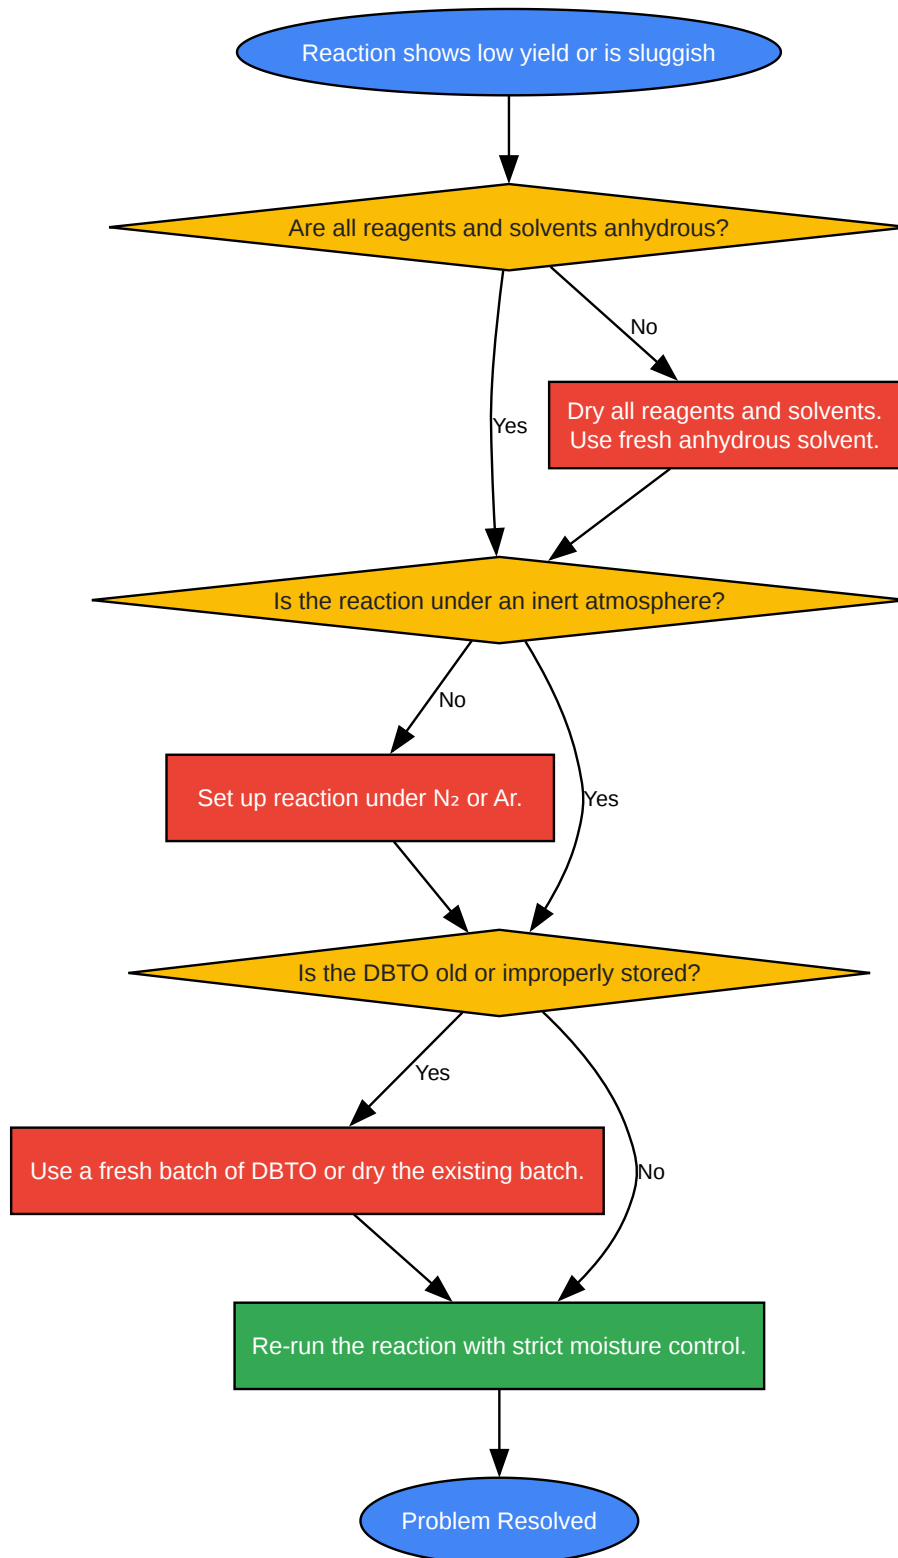 Reaction shows low yield or is sluggish
Are all reagents and solvents anhydrous?
No
Dry all reagents and solvents.
Use fresh anhydrous solvent.
Yes
Is the reaction under an inert atmosphere?
No
Set up reaction under N₂ or Ar.
Yes
Is the DBTO old or improperly stored?
Yes
Use a fresh batch of DBTO or dry the existing batch.
No
Re-run the reaction with strict moisture control.
Problem Resolved